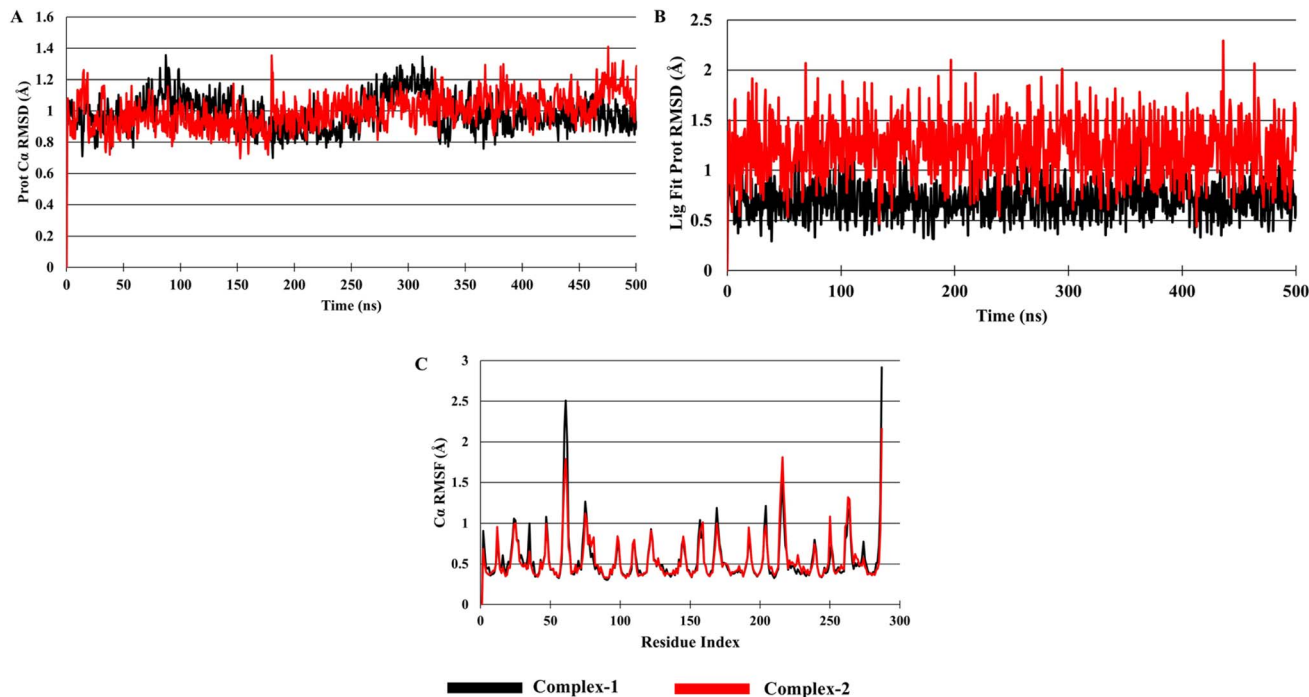 A
Prot Cα RMSD (Å)
1.6
1.4
1.2
1
0.8
0.6
0.4
0.2
0
0 50 100 150 200 250 300 350 400 450 500
Time (ns)
B
Lig Fit Prot RMSD (Å)
2.5
2
1.5
1
0.5
0
0 100 200 300 400 500
Time (ns)
C
Cα RMSF (Å)
3
2.5
2
1.5
1
0.5
0
0 50 100 150 200 250 300
Residue Index
Complex-1 Complex-2